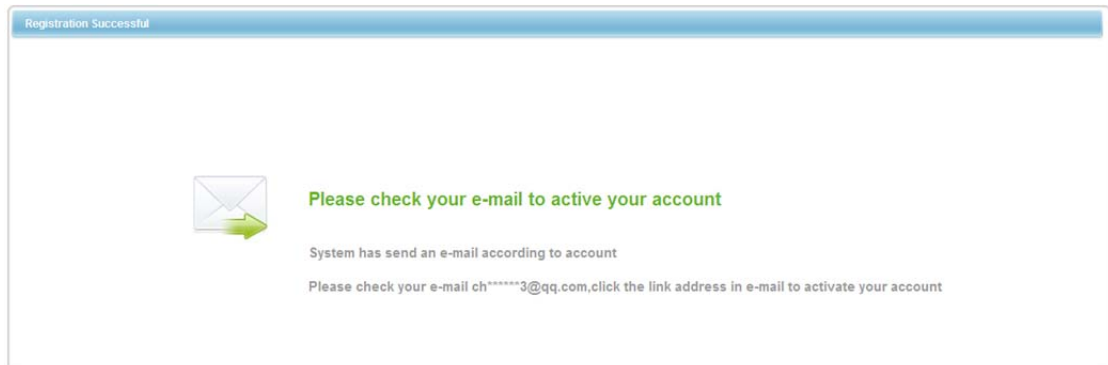 Registration Successful
Please check your e-mail to active your account
System has send an e-mail according to account
Please check your e-mail ch******3@qq.com,click the link address in e-mail to activate your account